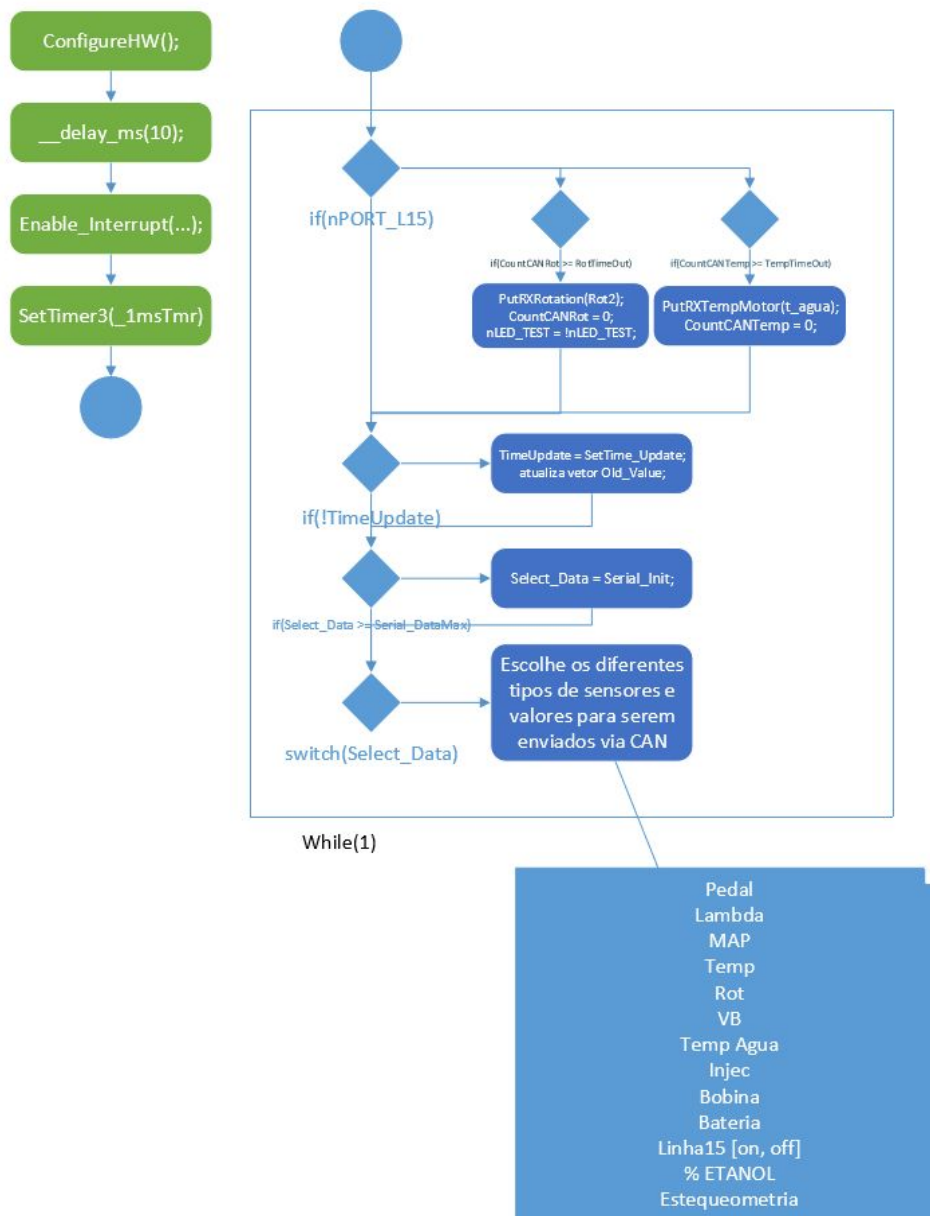 ConfigureHW();
__delay_ms(10);
Enable_Interrupt(...);
SetTimer3(_1msTmr)
if(nPORT_L15)
if(CountCANRot >= RotTimeOut)
if(CountCANTemp >= TempTimeOut)
PutRXRotation(Rot2);
CountCANRot = 0;
nLED_TEST = !nLED_TEST;
PutRXTempMotor(t_agua);
CountCANTemp = 0;
if(!TimeUpdate)
TimeUpdate = SetTime_Update;
atualiza vetor Old_Value;
if(Select_Data >= Serial_DataMax)
Select_Data = Serial_Init;
switch(Select_Data)
Escolhe os diferentes
tipos de sensores e
valores para serem
enviados via CAN
While(1)
Pedal
Lambda
MAP
Temp
Rot
VB
Temp Agua
Injec
Bobina
Bateria
Linha15 [on, off]
% ETANOL
Estequeometria